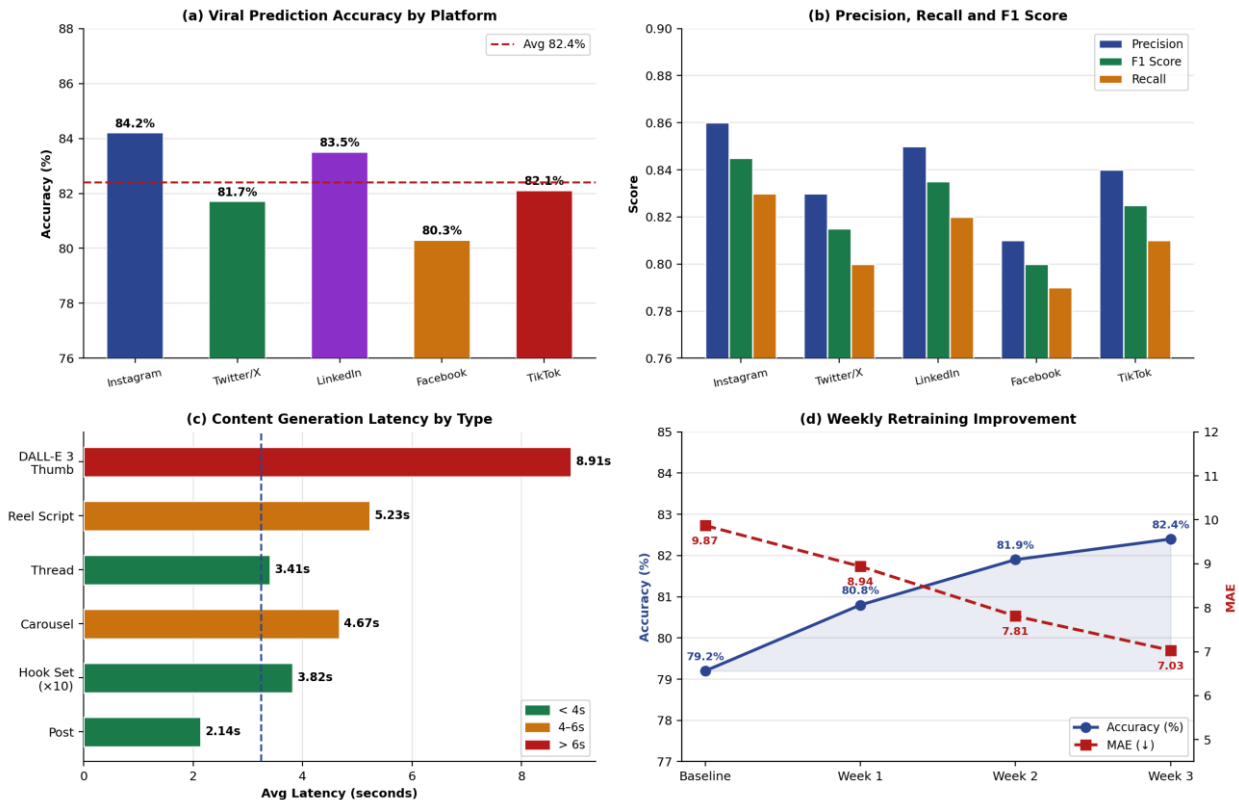 (a) Viral Prediction Accuracy by Platform
88
86
84
82
80
78
76
Accuracy (%)
Avg 82.4%
84.2%
81.7%
83.5%
80.3%
82.1%
Instagram
Twitter/X
LinkedIn
Facebook
TikTok
(b) Precision, Recall and F1 Score
0.90
0.88
0.86
0.84
0.82
0.80
0.78
0.76
Score
Precision
F1 Score
Recall
Instagram
Twitter/X
LinkedIn
Facebook
TikTok
(c) Content Generation Latency by Type
DALL-E 3
Thumb
8.91s
Reel Script
5.23s
Thread
3.41s
Carousel
4.67s
Hook Set
(×10)
3.82s
Post
2.14s
< 4s
4–6s
> 6s
0
2
4
6
8
Avg Latency (seconds)
(d) Weekly Retraining Improvement
85
84
83
82
81
80
79
78
77
Accuracy (%)
12
11
10
9
8
7
6
5
MAE
9.87
8.94
7.81
7.03
79.2%
80.8%
81.9%
82.4%
Accuracy (%)
MAE (↓)
Baseline
Week 1
Week 2
Week 3